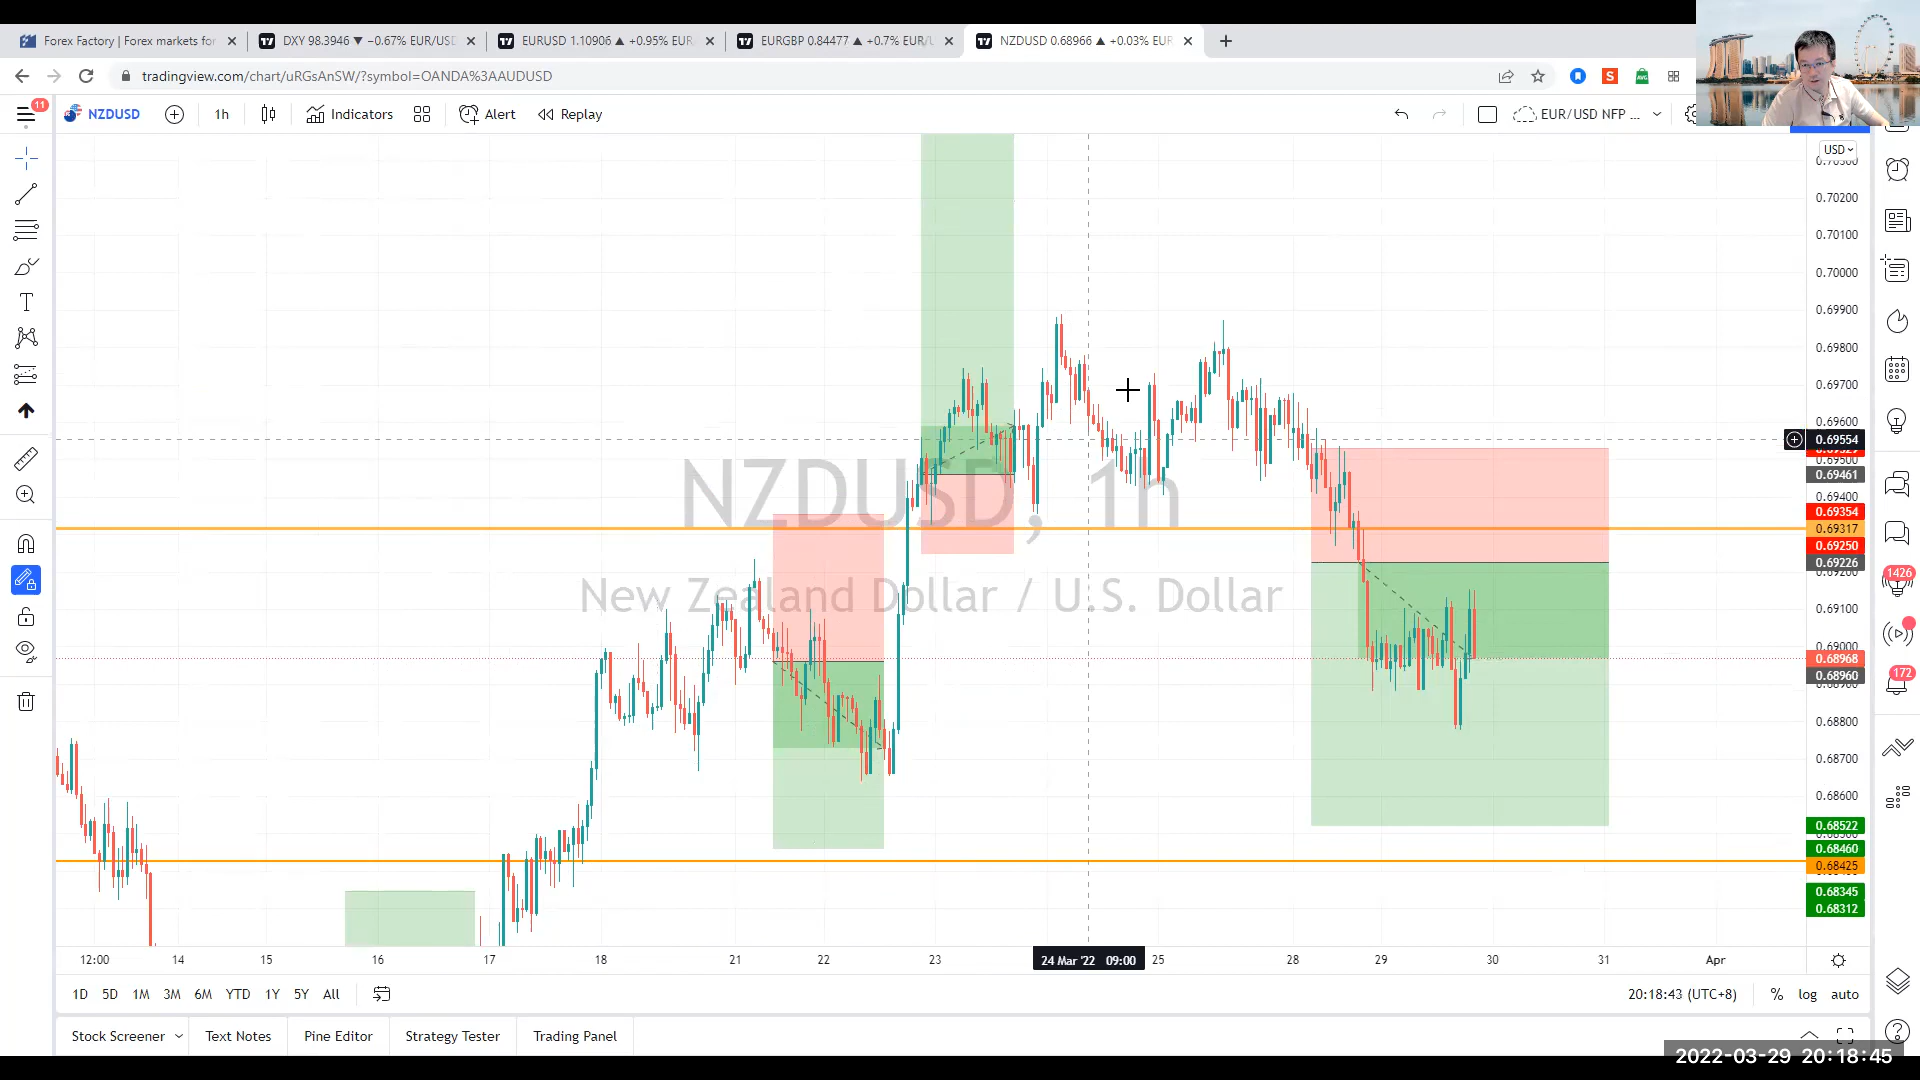 Forex Factory | Forex markets for
DXY 98.3946 ▼ −0.67% EUR/USD
EURUSD 1.10906 ▲ +0.95% EUR
EURGBP 0.84477 ▲ +0.7% EUR/U
NZDUSD 0.68966 ▲ +0.03% EUR
tradingview.com/chart/uRGsAnSW/?symbol=OANDA%3AAUDUSD
11
NZDUSD
1h
Indicators
Alert
Replay
EUR/USD NFP ...
USD
0.70200
0.70100
0.70000
0.69900
0.69800
0.69700
0.69600
0.69554
0.69500
0.69461
0.69400
0.69354
0.69317
0.69250
0.69226
0.69100
0.69000
0.68968
0.68960
0.68800
0.68700
0.68600
0.68522
0.68460
0.68425
0.68345
0.68312
NZDUSD, 1h
New Zealand Dollar / U.S. Dollar
1426
172
12:00
14
15
16
17
18
21
22
23
24 Mar '22 09:00
25
28
29
30
31
Apr
1D 5D 1M 3M 6M YTD 1Y 5Y All
20:18:43 (UTC+8)
% log auto
Stock Screener
Text Notes
Pine Editor
Strategy Tester
Trading Panel
2022-03-29 20:18:45